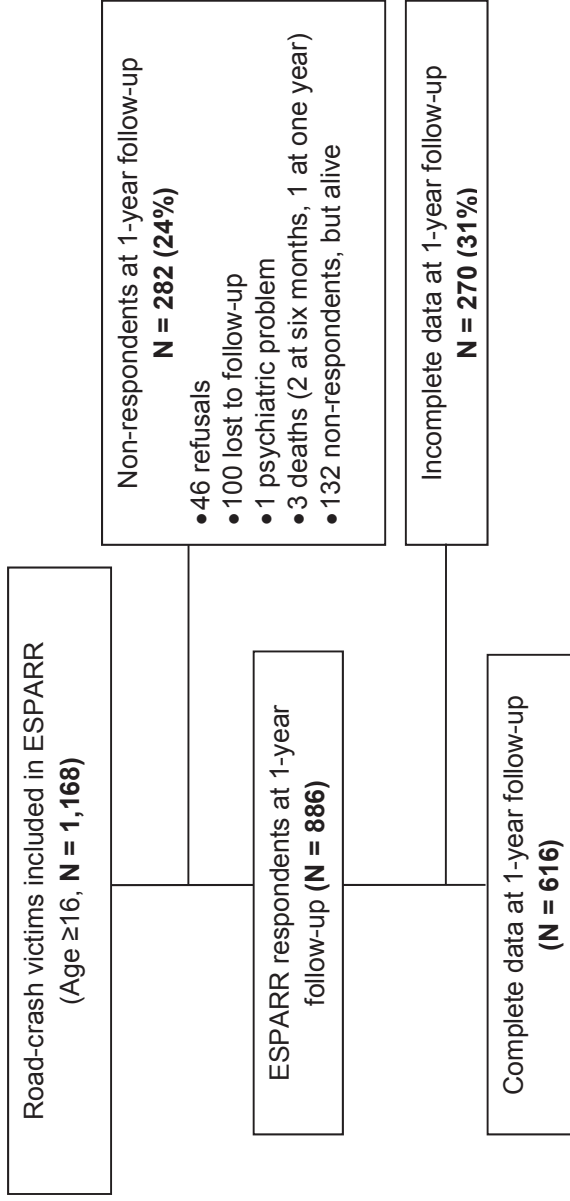 Road-crash victims included in ESPARR
(Age ≥16, N = 1,168)
Non-respondents at 1-year follow-up
N = 282 (24%)
•46 refusals
•100 lost to follow-up
•1 psychiatric problem
•3 deaths (2 at six months, 1 at one year)
•132 non-respondents, but alive
ESPARR respondents at 1-year
follow-up (N = 886)
Incomplete data at 1-year follow-up
N = 270 (31%)
Complete data at 1-year follow-up
(N = 616)